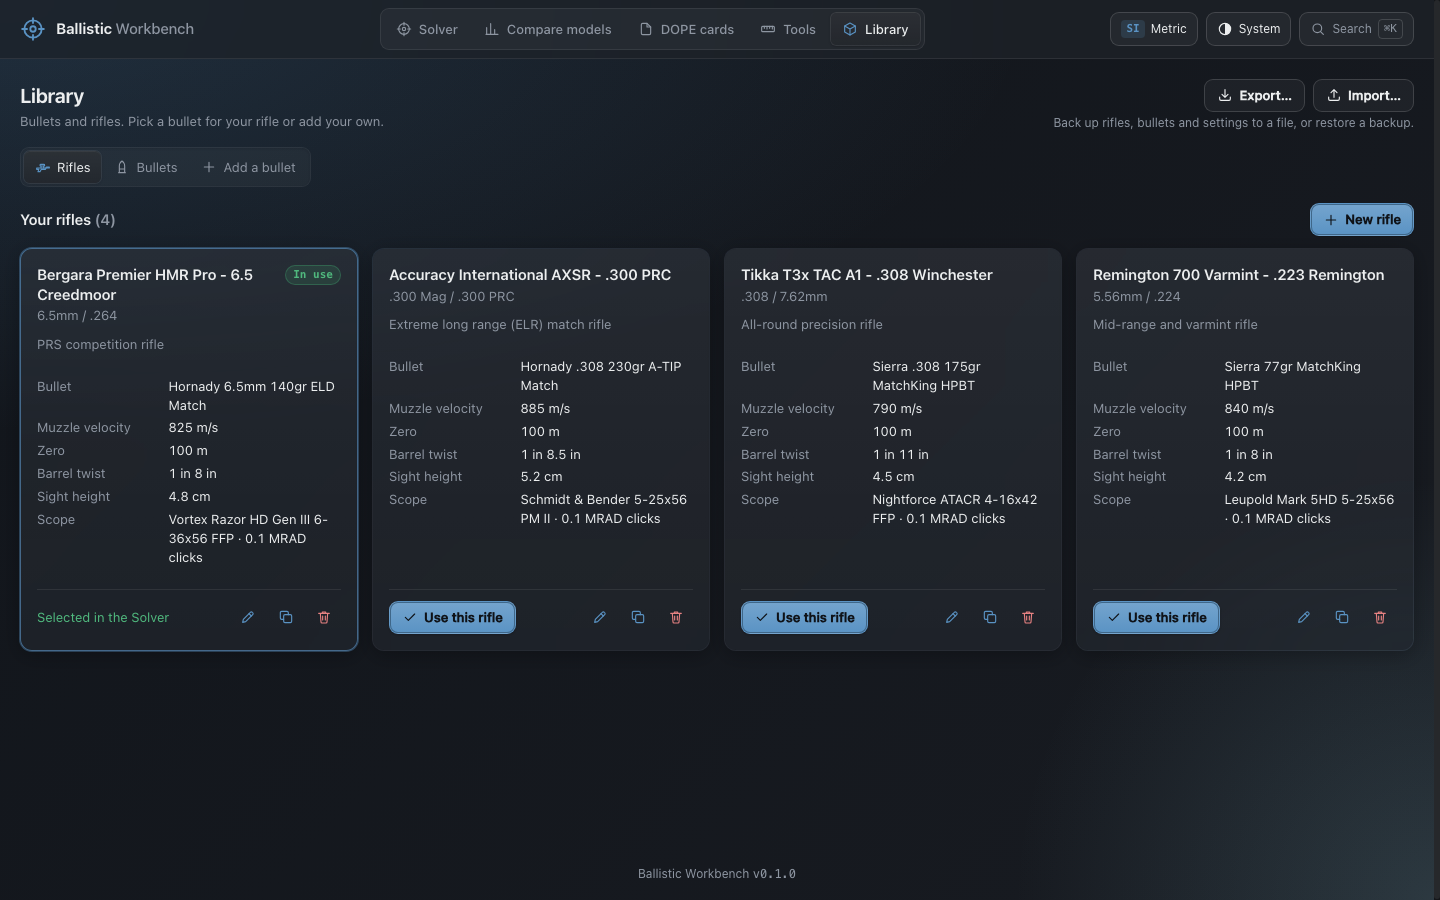 Ballistic Workbench
Solver
Compare models
DOPE cards
Tools
Library
SI Metric
System
Search ⌘K
Library
Bullets and rifles. Pick a bullet for your rifle or add your own.
Export...
Import...
Back up rifles, bullets and settings to a file, or restore a backup.
Rifles
Bullets
Add a bullet
Your rifles (4)
New rifle
Bergara Premier HMR Pro - 6.5
Creedmoor
In use
6.5mm / .264
PRS competition rifle
Bullet Hornady 6.5mm 140gr ELD
Match
Muzzle velocity 825 m/s
Zero 100 m
Barrel twist 1 in 8 in
Sight height 4.8 cm
Scope Vortex Razor HD Gen III 6-
36x56 FFP · 0.1 MRAD
clicks
Selected in the Solver
Accuracy International AXSR - .300 PRC
.300 Mag / .300 PRC
Extreme long range (ELR) match rifle
Bullet Hornady .308 230gr A-TIP
Match
Muzzle velocity 885 m/s
Zero 100 m
Barrel twist 1 in 8.5 in
Sight height 5.2 cm
Scope Schmidt & Bender 5-25x56
PM II · 0.1 MRAD clicks
Use this rifle
Tikka T3x TAC A1 - .308 Winchester
.308 / 7.62mm
All-round precision rifle
Bullet Sierra .308 175gr
MatchKing HPBT
Muzzle velocity 790 m/s
Zero 100 m
Barrel twist 1 in 11 in
Sight height 4.5 cm
Scope Nightforce ATACR 4-16x42
FFP · 0.1 MRAD clicks
Use this rifle
Remington 700 Varmint - .223 Remington
5.56mm / .224
Mid-range and varmint rifle
Bullet Sierra 77gr MatchKing
HPBT
Muzzle velocity 840 m/s
Zero 100 m
Barrel twist 1 in 8 in
Sight height 4.2 cm
Scope Leupold Mark 5HD 5-25x56
· 0.1 MRAD clicks
Use this rifle
Ballistic Workbench v0.1.0